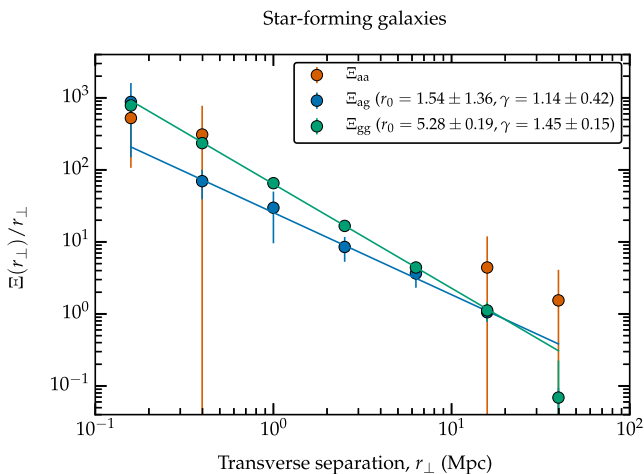 Star-forming galaxies
Ξaa
Ξag (r0 = 1.54 ± 1.36, γ = 1.14 ± 0.42)
Ξgg (r0 = 5.28 ± 0.19, γ = 1.45 ± 0.15)
Ξ(r⊥)/r⊥
10³
10²
10¹
10⁰
10⁻¹
10⁻¹ 10⁰ 10¹ 10²
Transverse separation, r⊥ (Mpc)